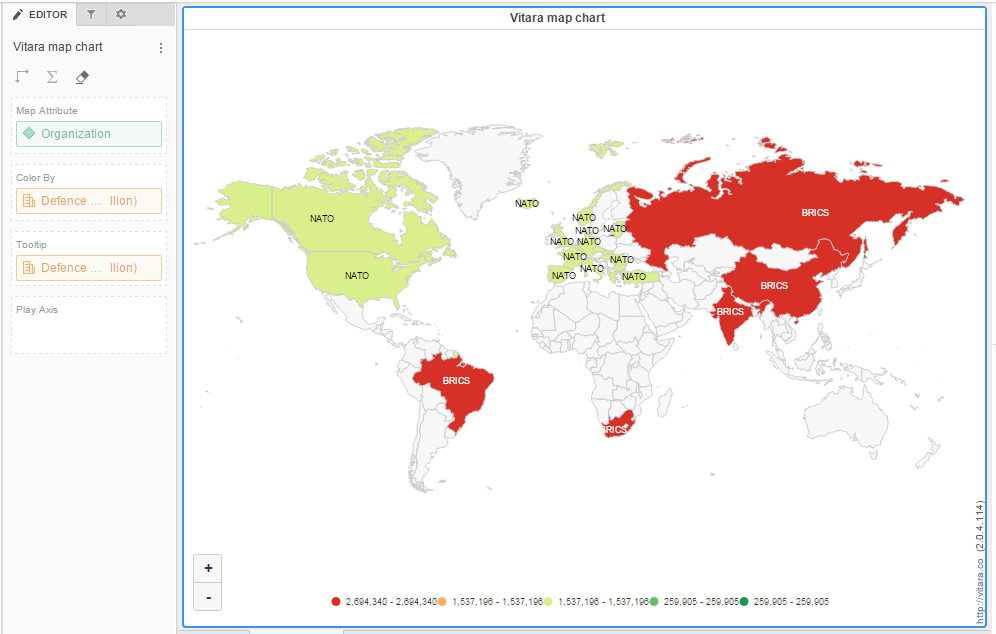 EDITOR
Vitara map chart
Map Attribute
Organization
Color By
Defence ... llion)
Tooltip
Defence ... llion)
Play Axis
Vitara map chart
NATO
NATO
NATO
NATO
NATO
NATO
NATO
NATO
NATO
NATO
NATO
NATO
NATO
BRICS
BRICS
BRICS
BRICS
BRICS
+
-
2,694,340 - 2,694,340
1,537,196 - 1,537,196
1,537,196 - 1,537,196
259,905 - 259,905
259,905 - 259,905
http://vitara.co (2.0.4.114)